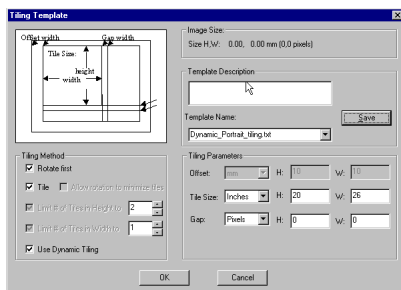 Tiling Template
Offset width Gap width
Tile Size:
height
width
Image Size:
Size H,W: 0.00, 0.00 mm (0,0 pixels)
Template Description
Template Name:
Save
Dynamic_Portrait_tiling.txt
Tiling Method
Rotate first
Tile Allow rotation to minimize tiles
Limit # of Tiles in Height to 2
Limit # of Tiles in Width to 1
Use Dynamic Tiling
Tiling Parameters
Offset: mm H: 10 W: 10
Tile Size: Inches H: 20 W: 26
Gap: Pixels H: 0 W: 0
OK Cancel